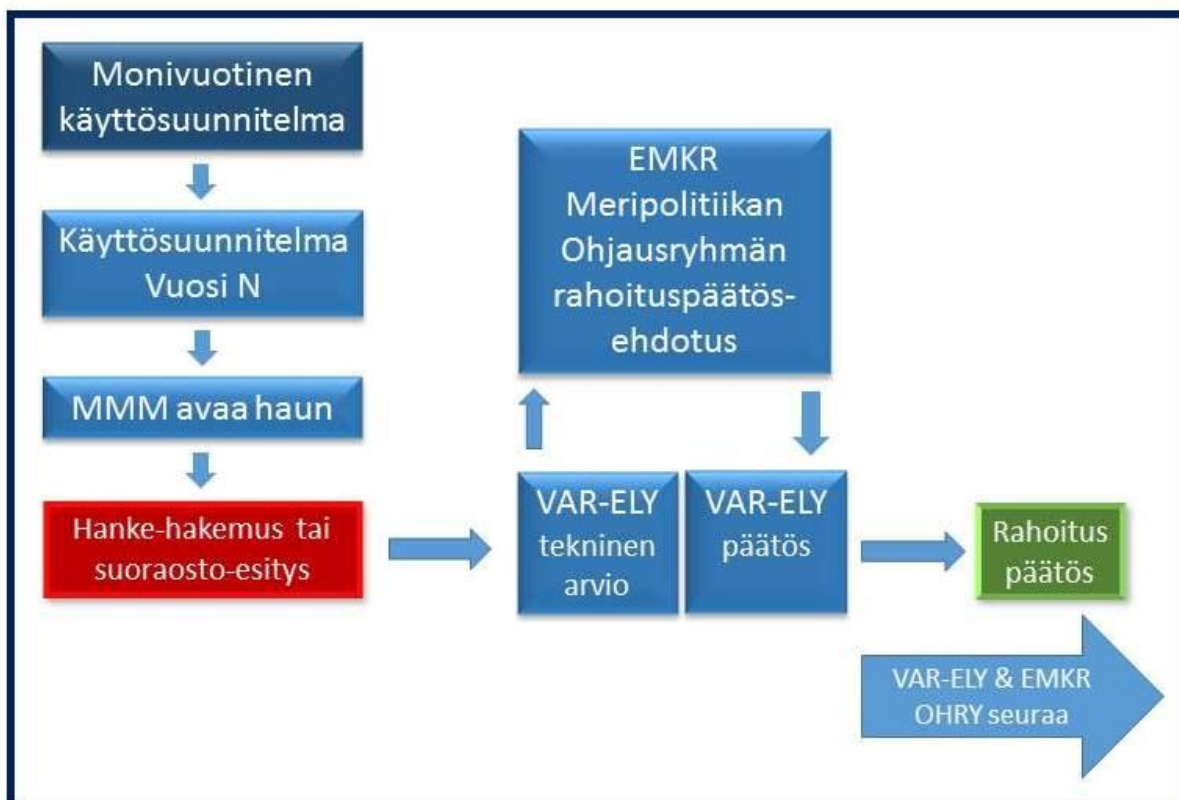 Monivuotinen
käyttösuunnitelma
Käyttösuunnitelma
Vuosi N
MMM avaa haun
Hanke-hakemus tai
suoraosto-esitys
EMKR
Meripolitiikan
Ohjausryhmän
rahoituspäätös-
ehdotus
VAR-ELY
tekninen
arvio
VAR-ELY
päätös
Rahoitus
päätös
VAR-ELY & EMKR
OHRY seuraa